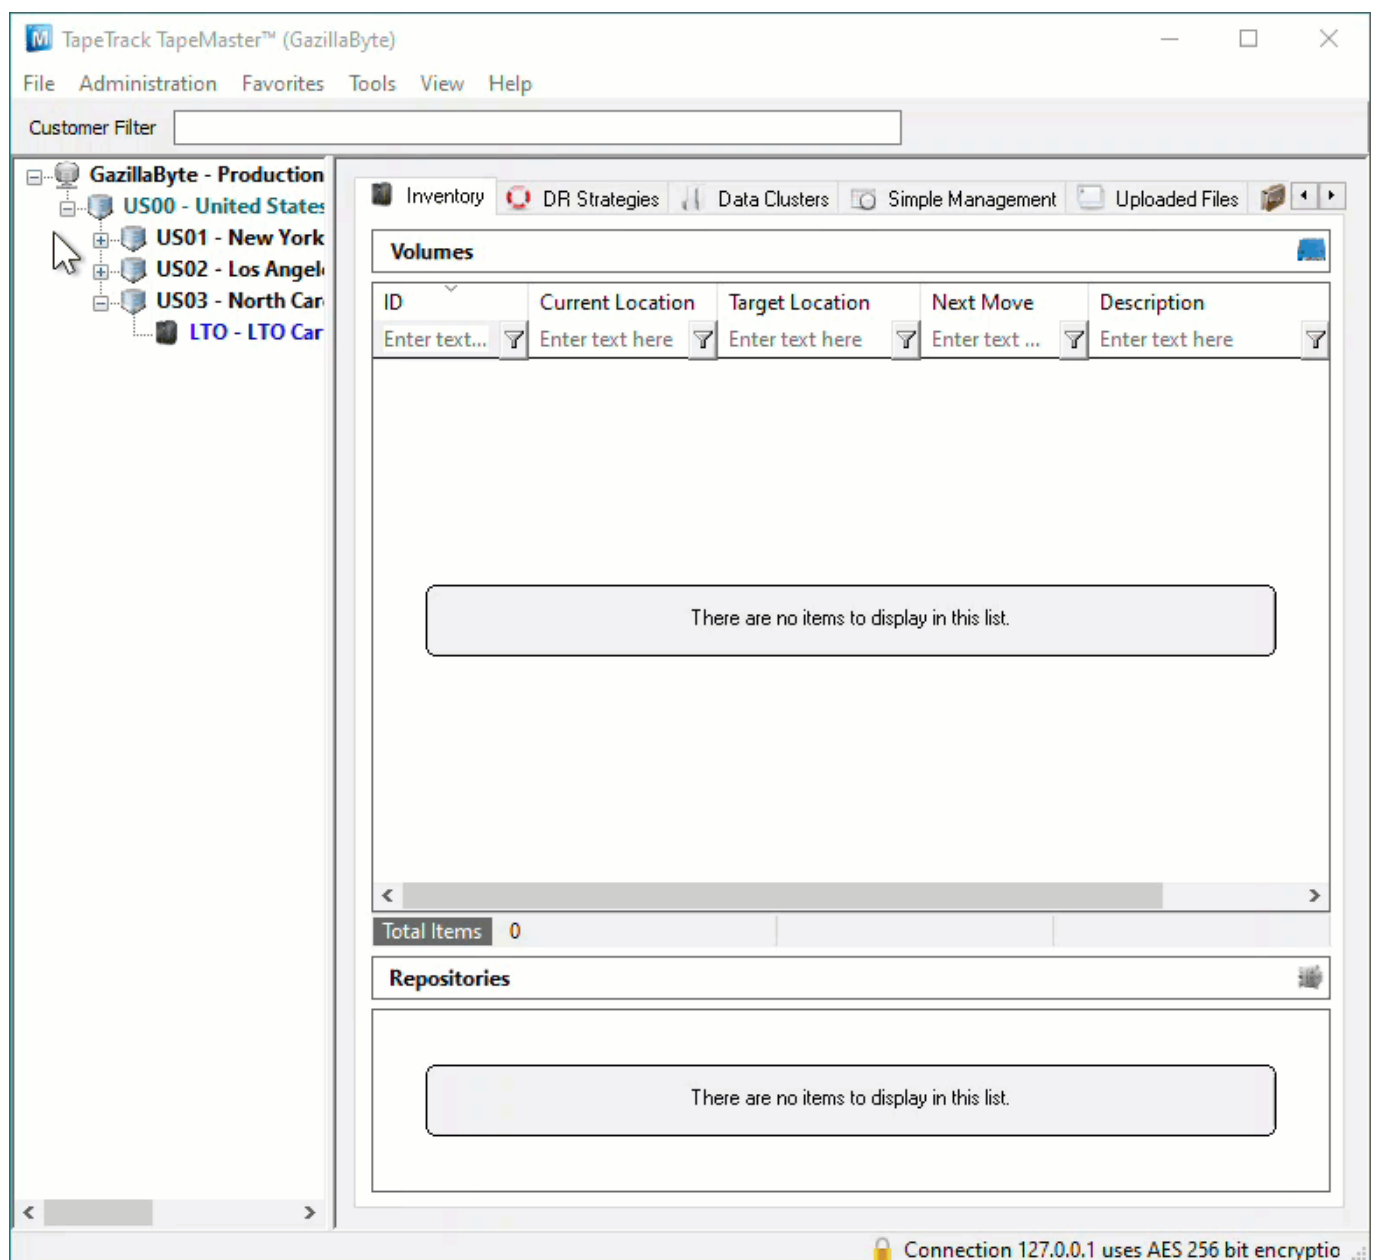 TapeTrack TapeMaster™ (GazillaByte)
File Administration Favorites Tools View Help
Customer Filter
GazillaByte - Production
US00 - United States
US01 - New York
US02 - Los Angel
US03 - North Car
LTO - LTO Car
Inventory DR Strategies Data Clusters Simple Management Uploaded Files
Volumes
ID Current Location Target Location Next Move Description
Enter text... Enter text here Enter text here Enter text ... Enter text here
There are no items to display in this list.
Total Items 0
Repositories
There are no items to display in this list.
Connection 127.0.0.1 uses AES 256 bit encryptio